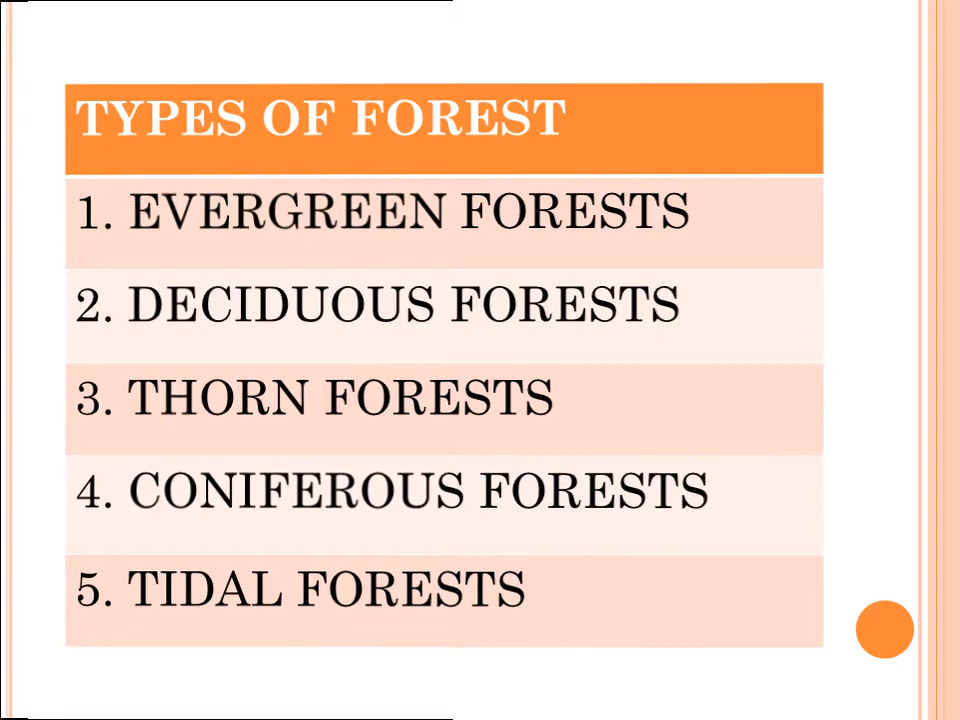 TYPES OF FOREST
1. EVERGREEN FORESTS
2. DECIDUOUS FORESTS
3. THORN FORESTS
4. CONIFEROUS FORESTS
5. TIDAL FORESTS